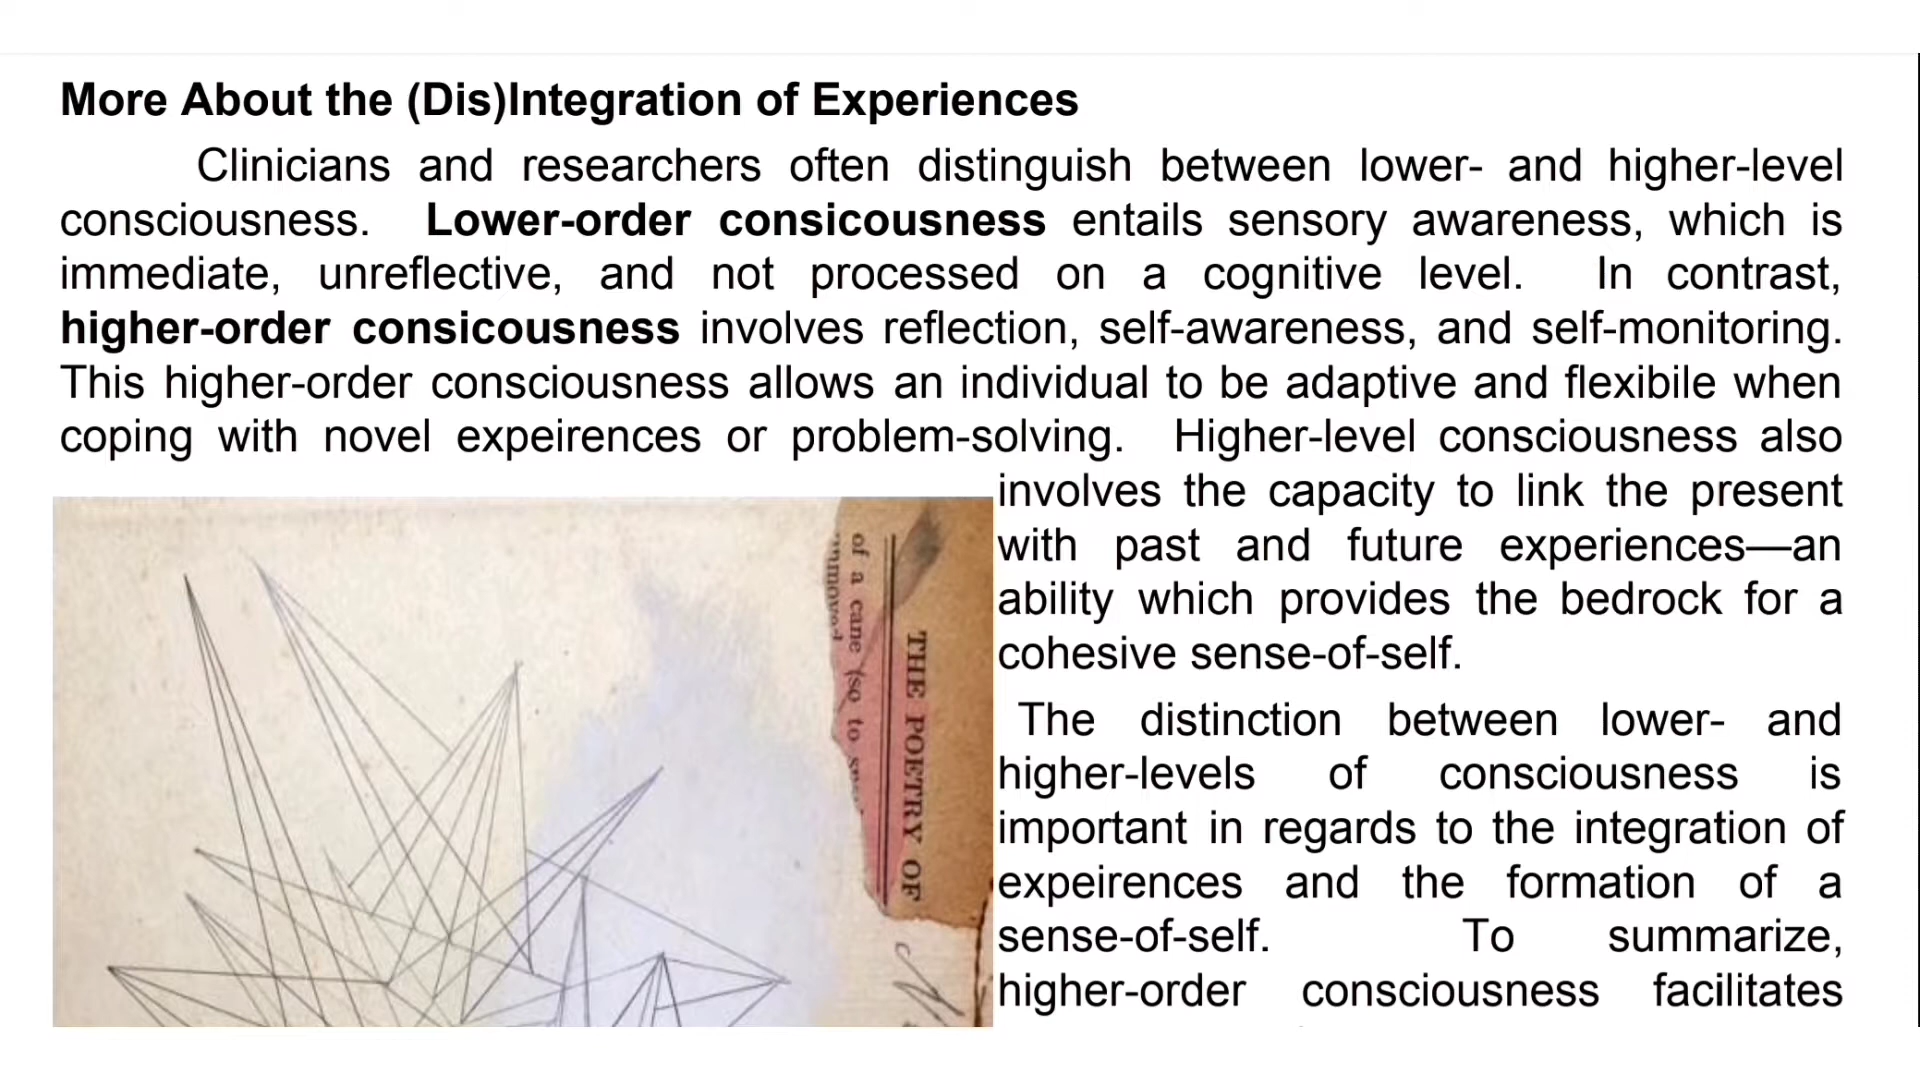 More About the (Dis)Integration of Experiences
Clinicians and researchers often distinguish between lower- and higher-level
consciousness. Lower-order consicousness entails sensory awareness, which is
immediate, unreflective, and not processed on a cognitive level. In contrast,
higher-order consicousness involves reflection, self-awareness, and self-monitoring.
This higher-order consciousness allows an individual to be adaptive and flexibile when
coping with novel expeirences or problem-solving. Higher-level consciousness also
involves the capacity to link the present
with past and future experiences—an
ability which provides the bedrock for a
cohesive sense-of-self.
The distinction between lower- and
higher-levels of consciousness is
important in regards to the integration of
expeirences and the formation of a
sense-of-self. To summarize,
higher-order consciousness facilitates
THE POETRY OF
of a cane (so to